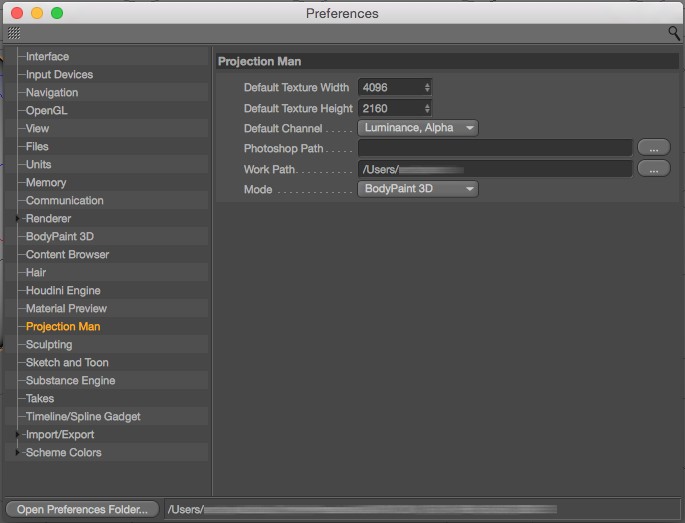 Preferences
Interface
Input Devices
Navigation
OpenGL
View
Files
Units
Memory
Communication
Renderer
BodyPaint 3D
Content Browser
Hair
Houdini Engine
Material Preview
Projection Man
Sculpting
Sketch and Toon
Substance Engine
Takes
Timeline/Spline Gadget
Import/Export
Scheme Colors
Projection Man
Default Texture Width 4096
Default Texture Height 2160
Default Channel ..... Luminance, Alpha
Photoshop Path ..... ...
Work Path.......... /Users/ ...
Mode ............. BodyPaint 3D
Open Preferences Folder... /Users/